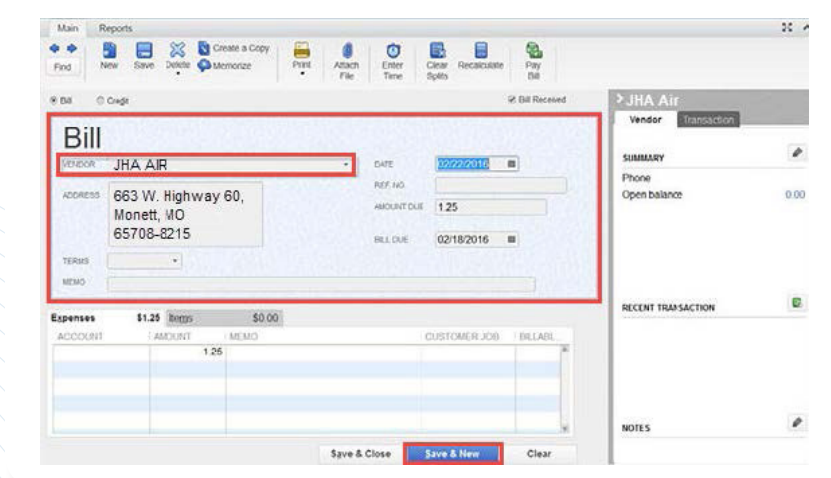 Main Reports
Find New Save Delete Create a Copy Memorize Print Attach File Enter Time Clear Splits Recalculate Pay Bill
Bill Credit Bill Received
JHA Air
Vendor Transaction
Bill
VENDOR JHA AIR DATE 02/22/2016
REF. NO.
ADDRESS 663 W. Highway 60,
Monett, MO
65708-8215
AMOUNT DUE 1.25
BILL DUE 02/18/2016
TERMS
MEMO
SUMMARY
Phone
Open balance 0.00
RECENT TRANSACTION
NOTES
Expenses $1.25 Items $0.00
ACCOUNT AMOUNT MEMO CUSTOMER:JOB BILLABL...
1.25
Save & Close Save & New Clear